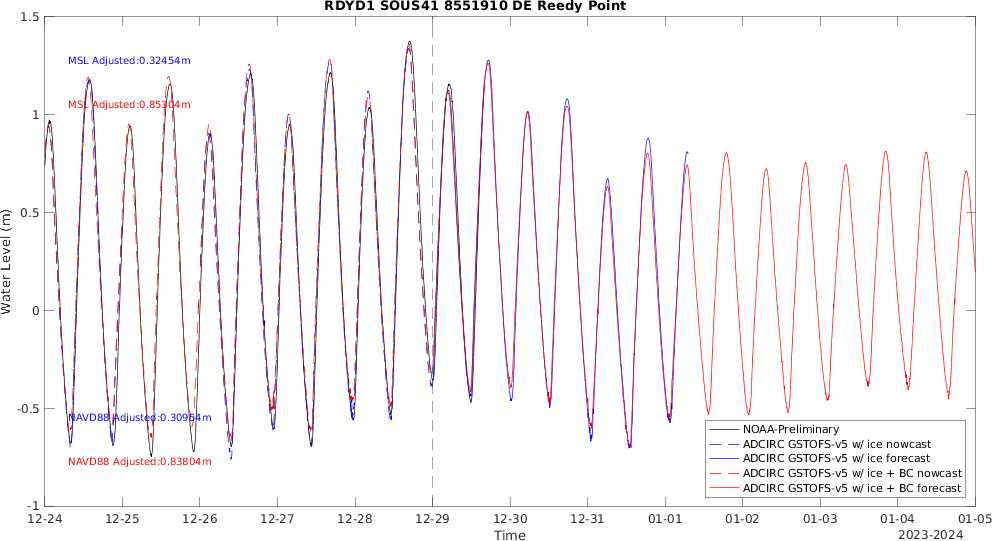 RDYD1 SOUS41 8551910 DE Reedy Point
1.5
1
0.5
0
-0.5
-1
Water Level (m)
MSL Adjusted:0.32454m
MSL Adjusted:0.85304m
NAVD88 Adjusted:0.30964m
NAVD88 Adjusted:0.83804m
NOAA-Preliminary
ADCIRC GSTOFS-v5 w/ ice nowcast
ADCIRC GSTOFS-v5 w/ ice forecast
ADCIRC GSTOFS-v5 w/ ice + BC nowcast
ADCIRC GSTOFS-v5 w/ ice + BC forecast
12-24 12-25 12-26 12-27 12-28 12-29 12-30 12-31 01-01 01-02 01-03 01-04 01-05
Time
2023-2024